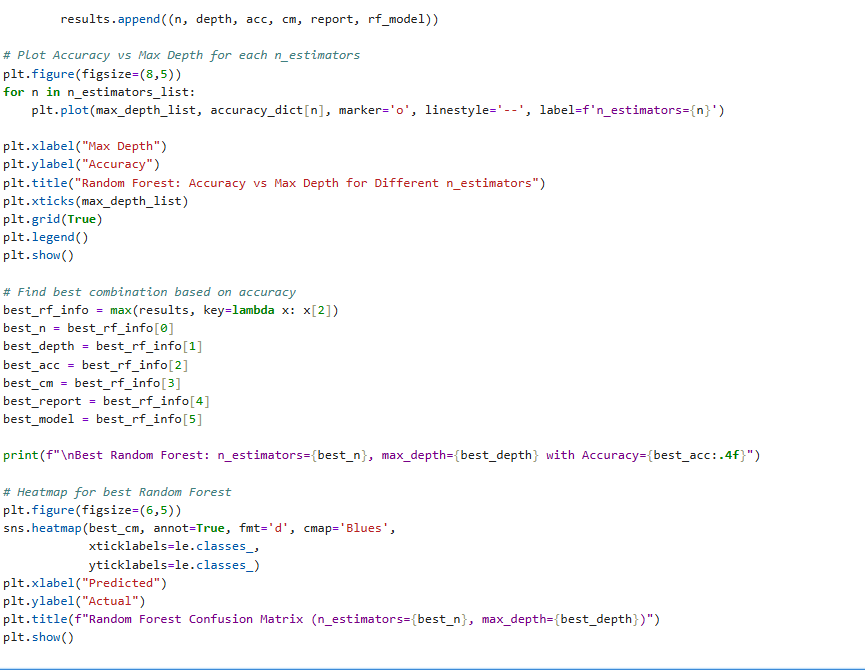 results.append((n, depth, acc, cm, report, rf_model))

# Plot Accuracy vs Max Depth for each n_estimators
plt.figure(figsize=(8,5))
for n in n_estimators_list:
    plt.plot(max_depth_list, accuracy_dict[n], marker='o', linestyle='--', label=f'n_estimators={n}')

plt.xlabel("Max Depth")
plt.ylabel("Accuracy")
plt.title("Random Forest: Accuracy vs Max Depth for Different n_estimators")
plt.xticks(max_depth_list)
plt.grid(True)
plt.legend()
plt.show()

# Find best combination based on accuracy
best_rf_info = max(results, key=lambda x: x[2])
best_n = best_rf_info[0]
best_depth = best_rf_info[1]
best_acc = best_rf_info[2]
best_cm = best_rf_info[3]
best_report = best_rf_info[4]
best_model = best_rf_info[5]

print(f"\nBest Random Forest: n_estimators={best_n}, max_depth={best_depth} with Accuracy={best_acc:.4f}")

# Heatmap for best Random Forest
plt.figure(figsize=(6,5))
sns.heatmap(best_cm, annot=True, fmt='d', cmap='Blues',
            xticklabels=le.classes_,
            yticklabels=le.classes_)
plt.xlabel("Predicted")
plt.ylabel("Actual")
plt.title(f"Random Forest Confusion Matrix (n_estimators={best_n}, max_depth={best_depth})")
plt.show()